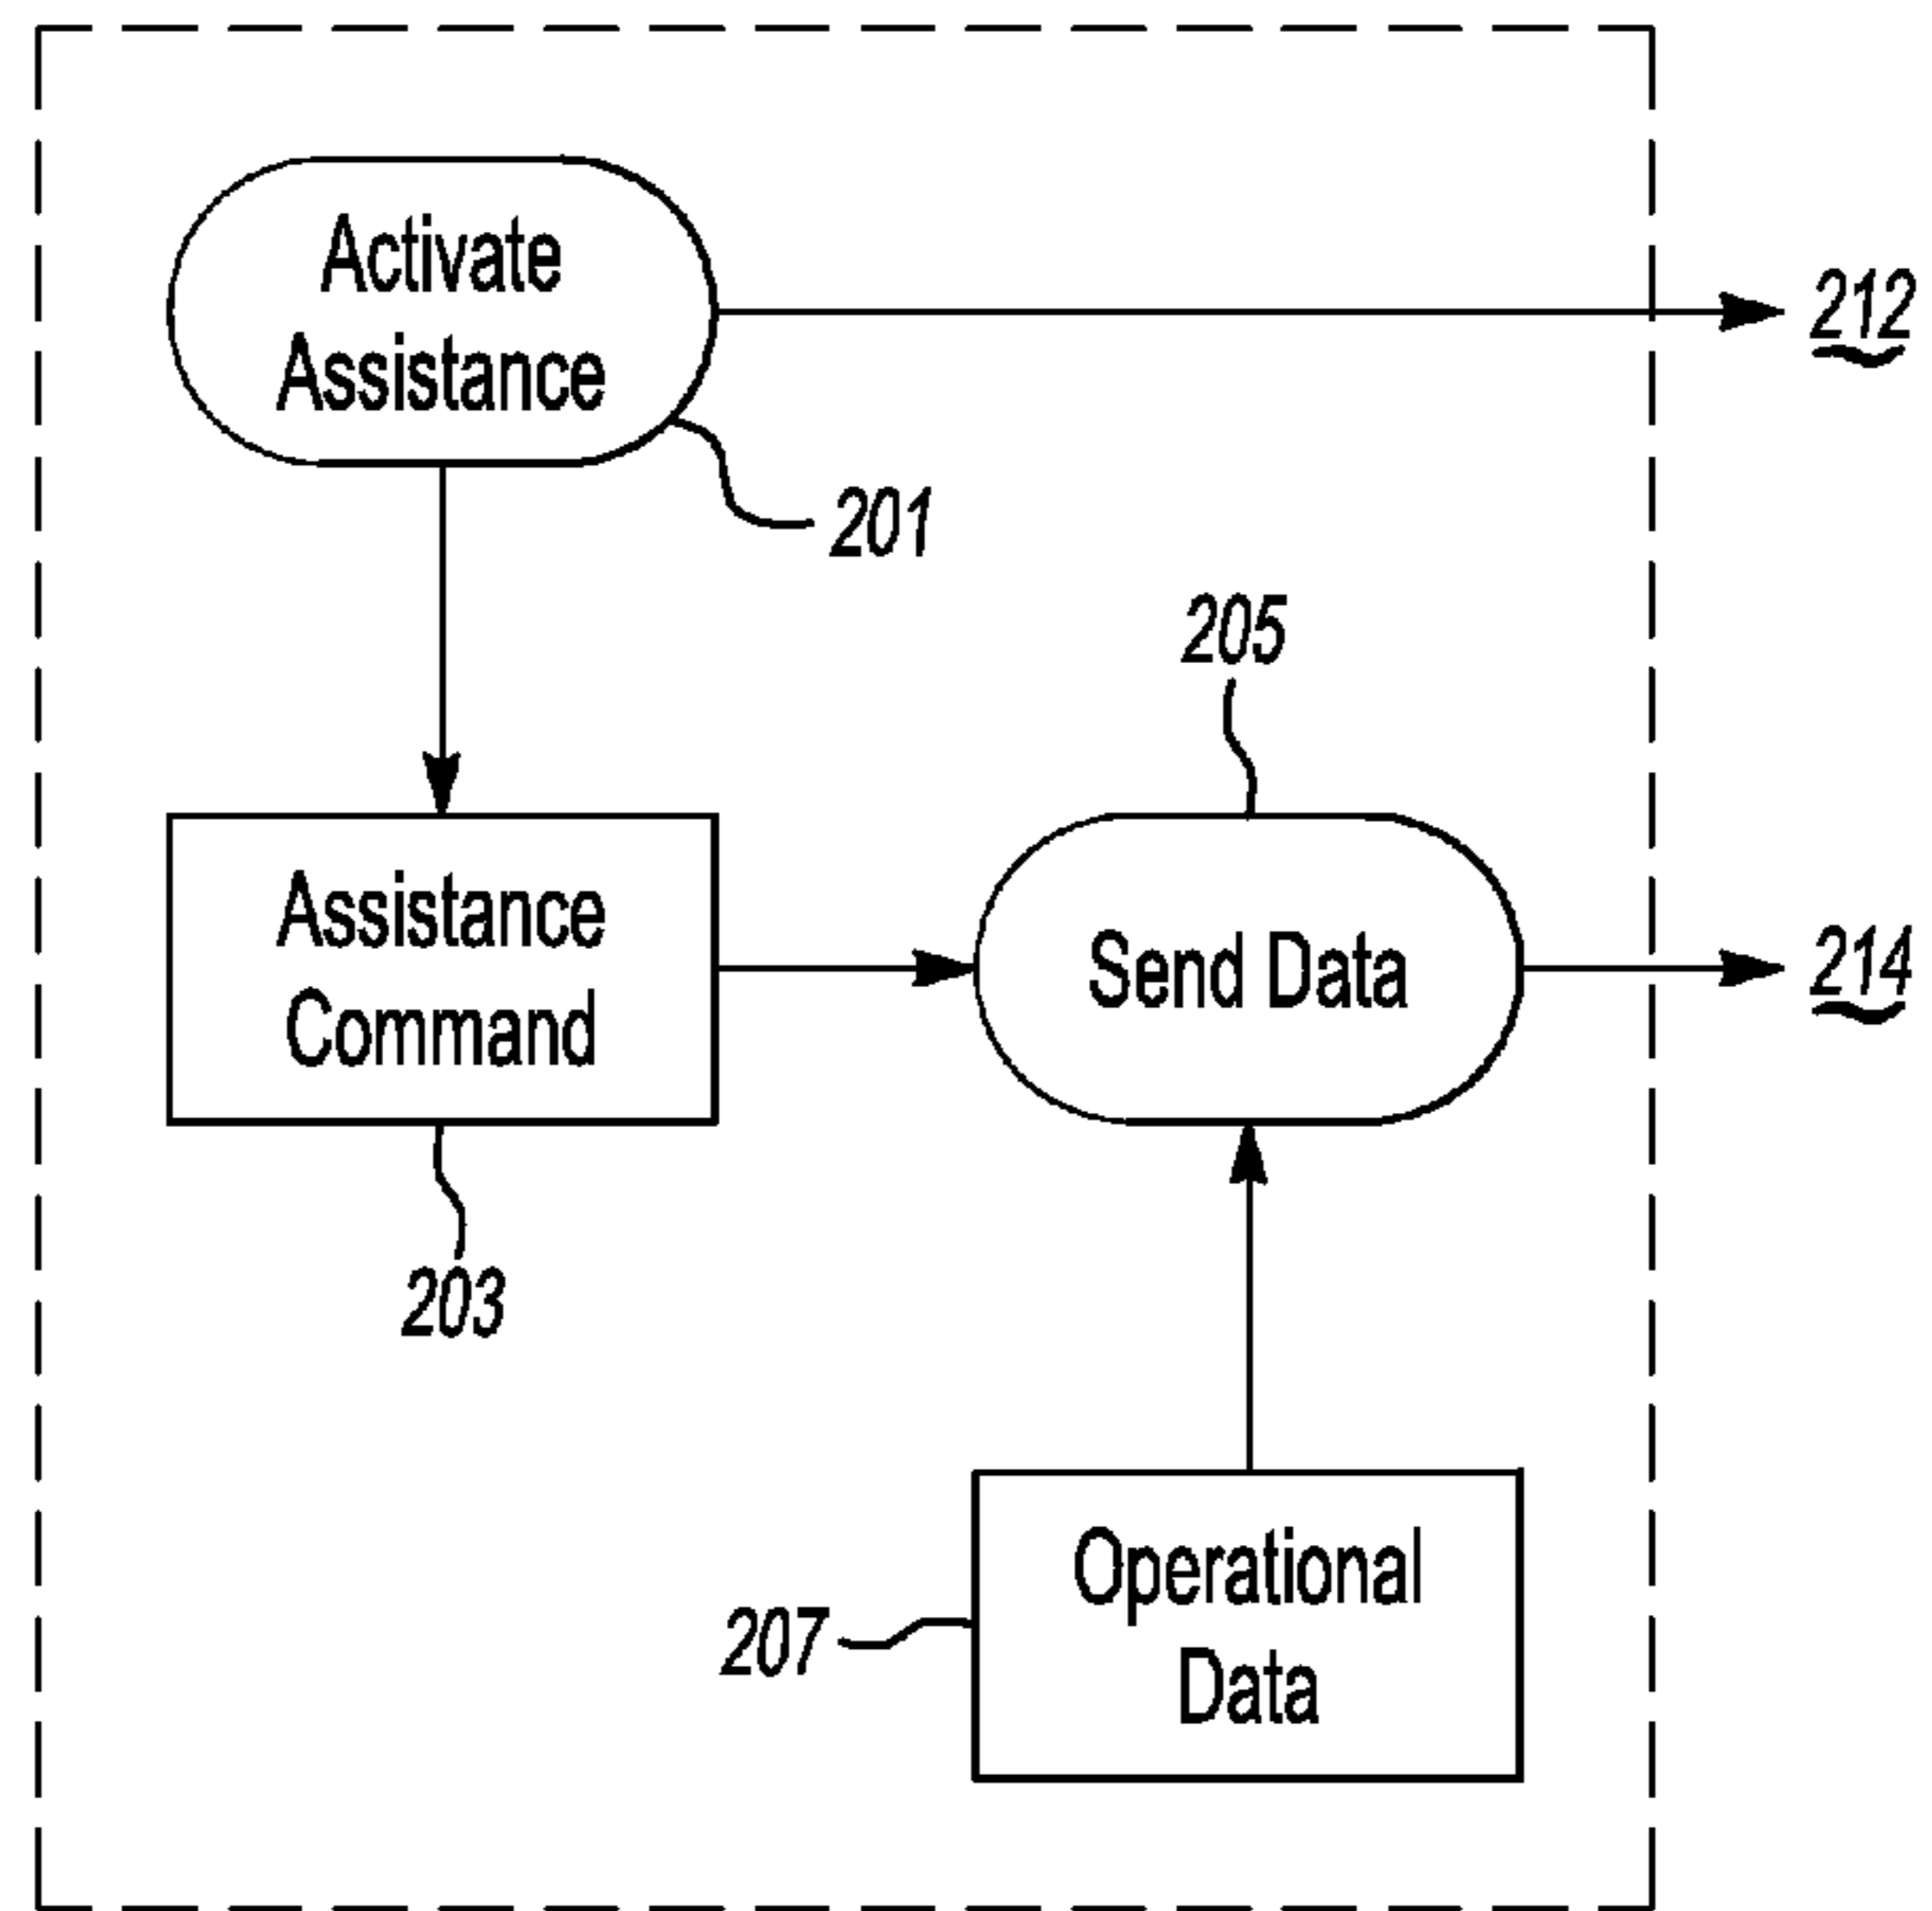 Activate
Assistance
212
201
205
Assistance
Command
Send Data
214
203
Operational
Data
207